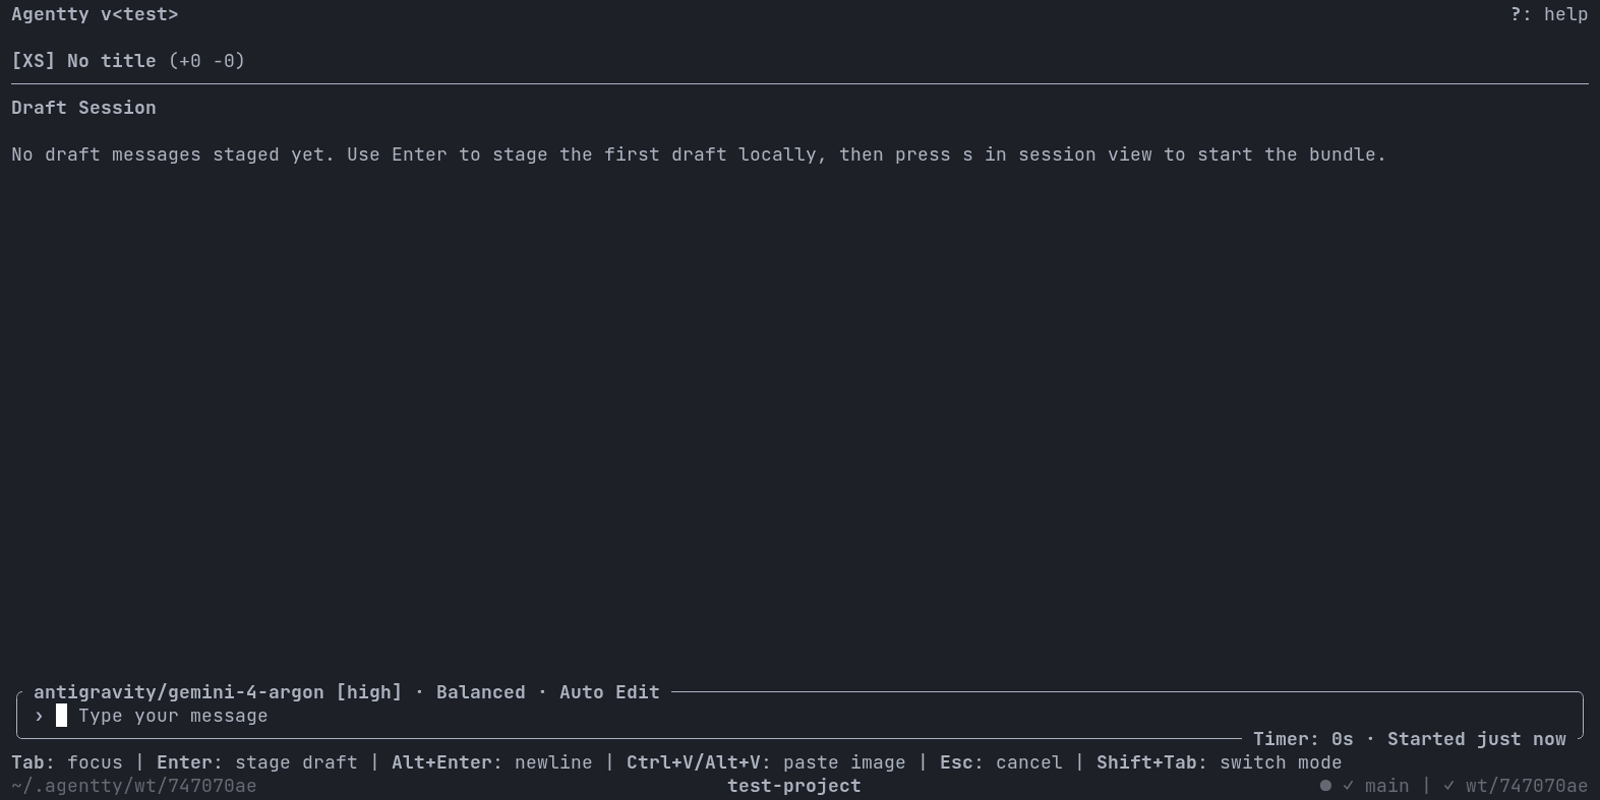 Agentty v<test> ?: help
[XS] No title (+0 -0)
Draft Session
No draft messages staged yet. Use Enter to stage the first draft locally, then press s in session view to start the bundle.
antigravity/gemini-4-argon [high] · Balanced · Auto Edit
› Type your message
Timer: 0s · Started just now
Tab: focus | Enter: stage draft | Alt+Enter: newline | Ctrl+V/Alt+V: paste image | Esc: cancel | Shift+Tab: switch mode
~/.agentty/wt/747070ae test-project ● ✓ main | ✓ wt/747070ae